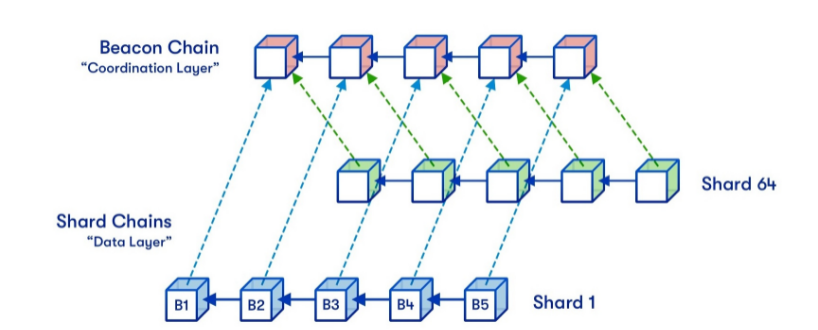 Beacon Chain
“Coordination Layer”
Shard 64
Shard Chains
“Data Layer”
B1 B2 B3 B4 B5 Shard 1